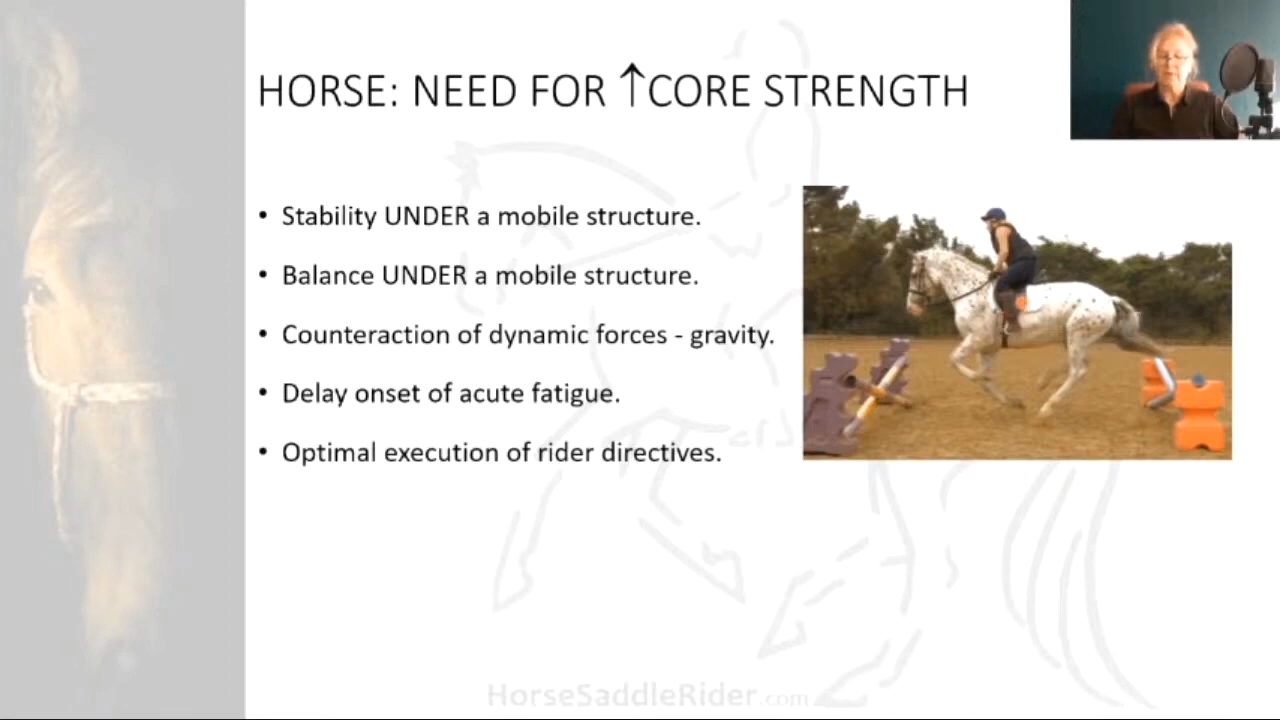 HORSE: NEED FOR ↑CORE STRENGTH
• Stability UNDER a mobile structure.
• Balance UNDER a mobile structure.
• Counteraction of dynamic forces - gravity.
• Delay onset of acute fatigue.
• Optimal execution of rider directives.
HorseSaddleRider.com